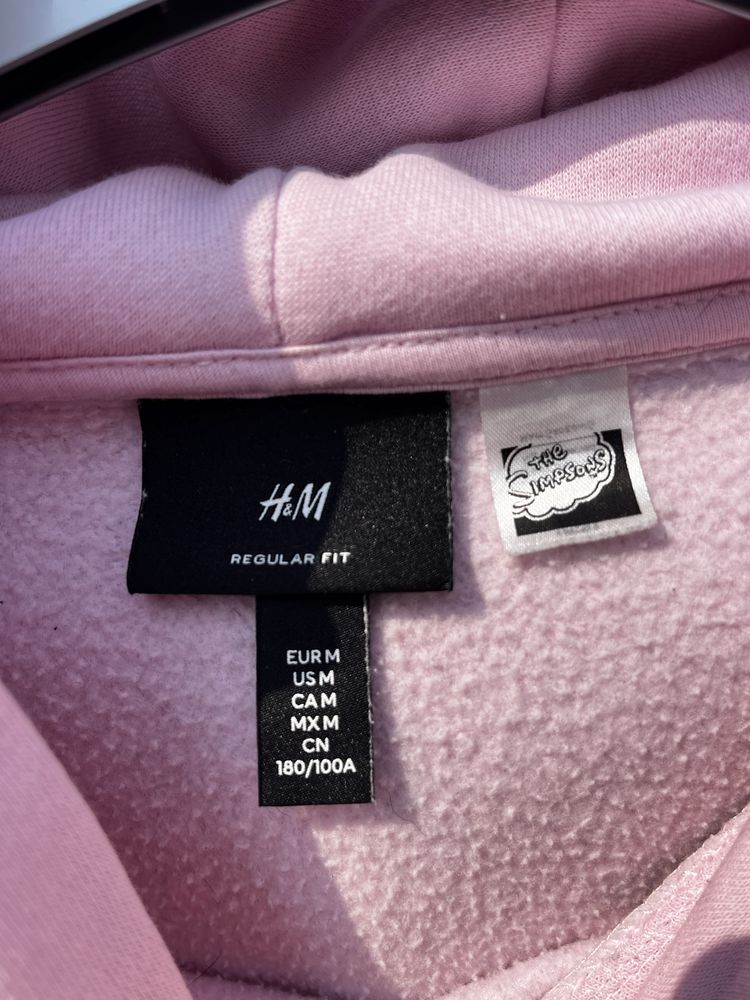 H&M
REGULAR FIT
EUR M
US M
CA M
MX M
CN
180/100A
THE
SIMPSONS